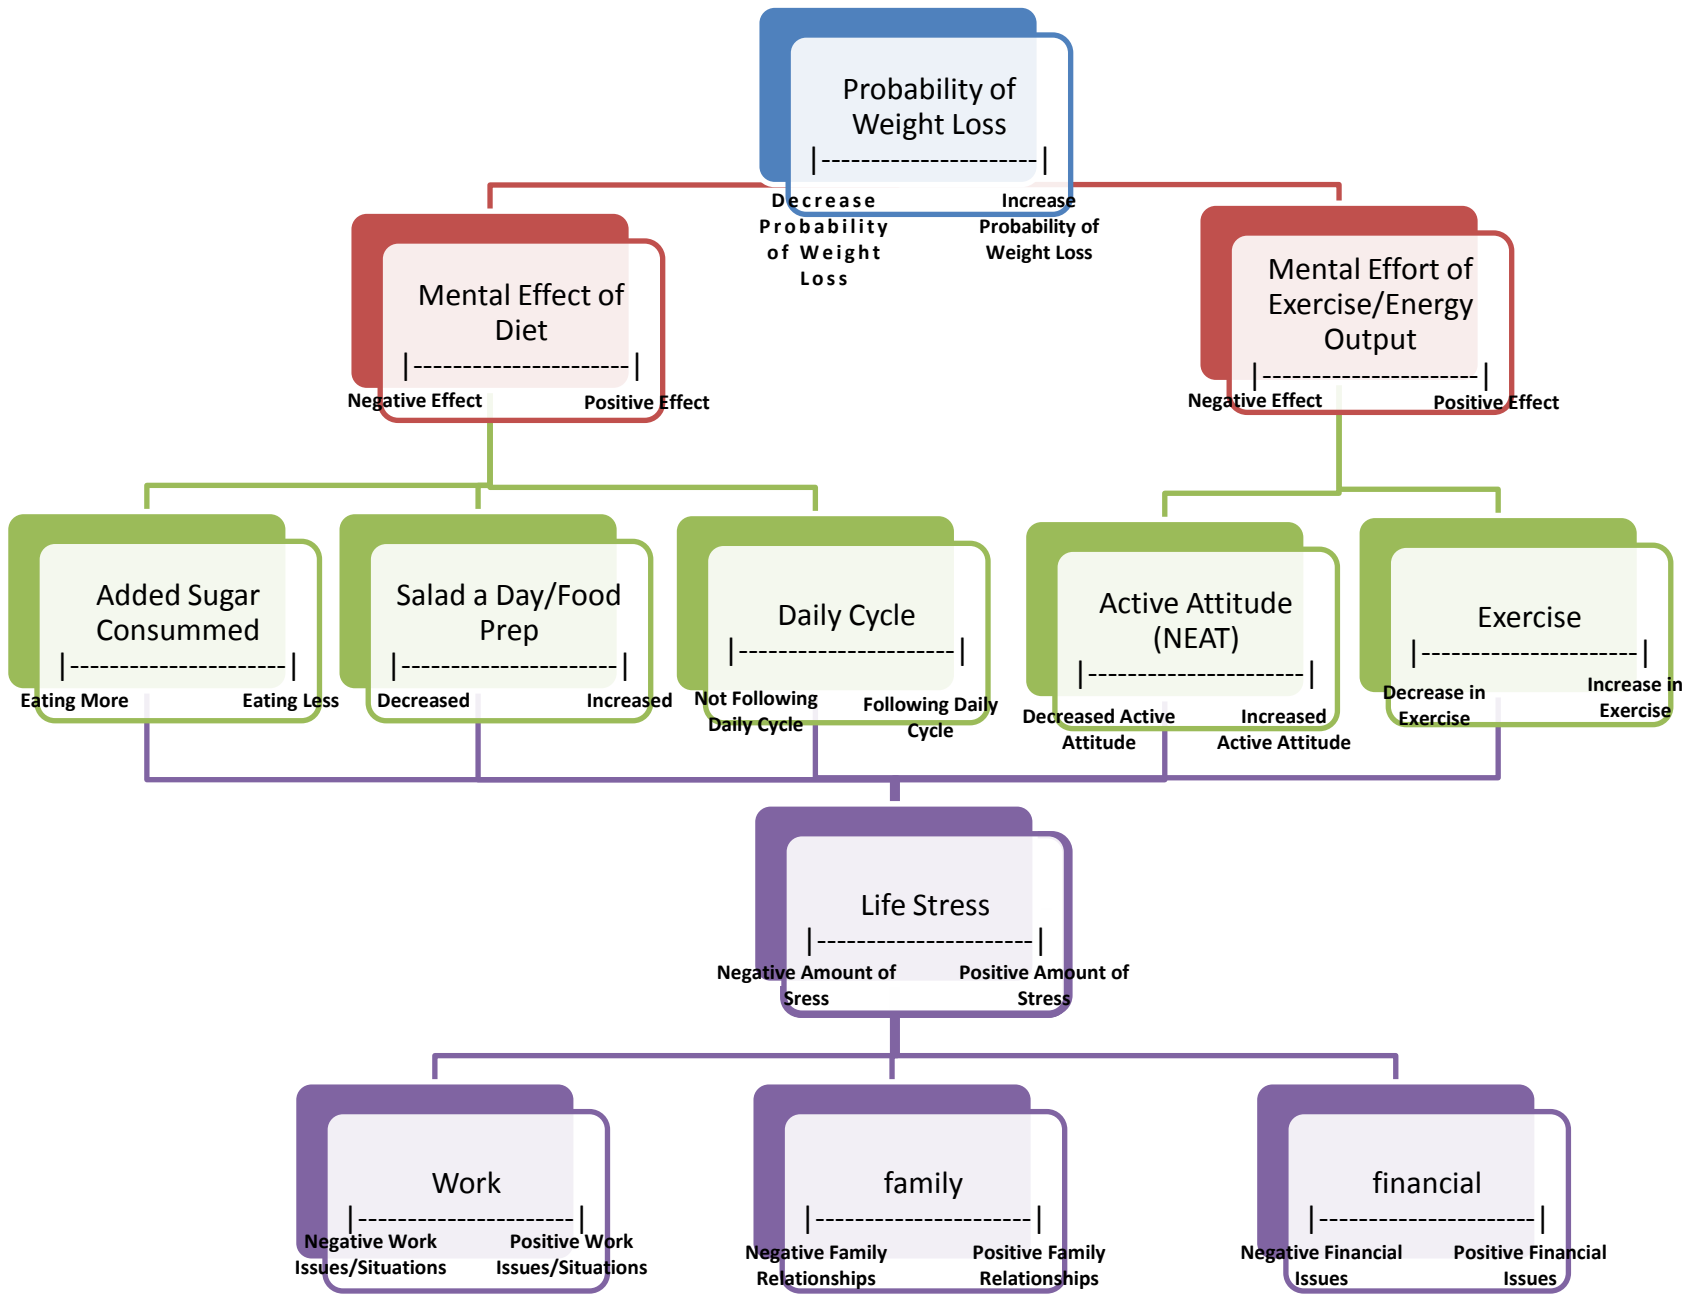 Probability of
Weight Loss
|----------------------|
Decrease
Probability
of Weight
Loss
Increase
Probability of
Weight Loss
Mental Effect of
Diet
|----------------------|
Negative Effect
Positive Effect
Mental Effort of
Exercise/Energy
Output
|----------------------|
Negative Effect
Positive Effect
Added Sugar
Consummed
|----------------------|
Eating More
Eating Less
Salad a Day/Food
Prep
|----------------------|
Decreased
Increased
Daily Cycle
|----------------------|
Not Following
Daily Cycle
Following Daily
Cycle
Active Attitude
(NEAT)
|----------------------|
Decreased Active
Attitude
Increased
Active Attitude
Exercise
|----------------------|
Decrease in
Exercise
Increase in
Exercise
Life Stress
|----------------------|
Negative Amount of
Sress
Positive Amount of
Stress
Work
|----------------------|
Negative Work
Issues/Situations
Positive Work
Issues/Situations
family
|----------------------|
Negative Family
Relationships
Positive Family
Relationships
financial
|----------------------|
Negative Financial
Issues
Positive Financial
Issues